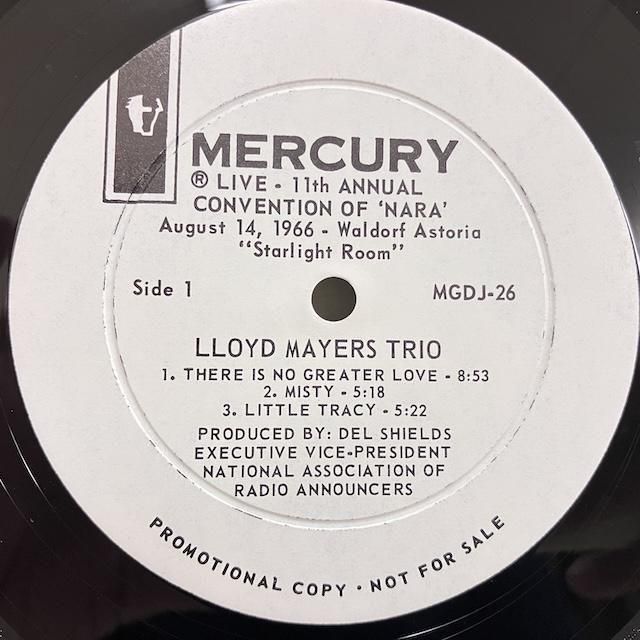 MERCURY
® LIVE - 11th ANNUAL
CONVENTION OF 'NARA'
August 14, 1966 - Waldorf Astoria
"Starlight Room"
Side 1
MGDJ-26
LLOYD MAYERS TRIO
1. THERE IS NO GREATER LOVE - 8:53
2. MISTY - 5:18
3. LITTLE TRACY - 5:22
PRODUCED BY: DEL SHIELDS
EXECUTIVE VICE-PRESIDENT
NATIONAL ASSOCIATION OF
RADIO ANNOUNCERS
PROMOTIONAL COPY · NOT FOR SALE